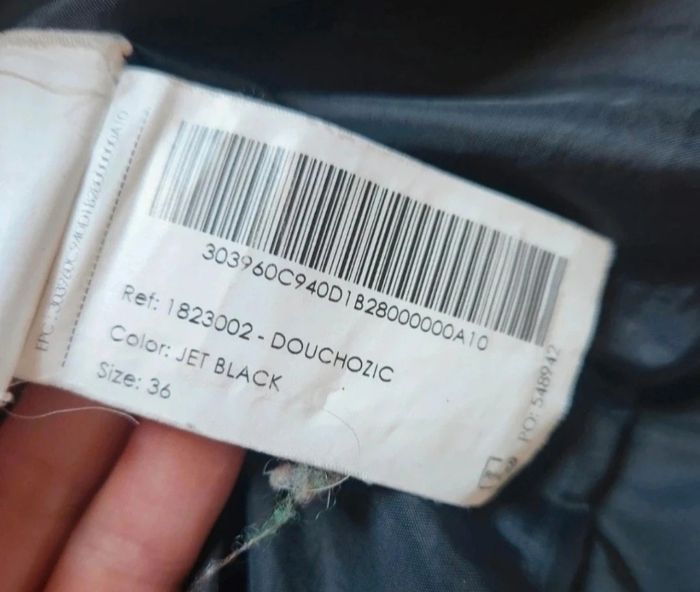 303960C940D1B28000000A10
Ref: 1823002 - DOUCHOZIC
Color: JET BLACK
Size: 36
PO: 548942